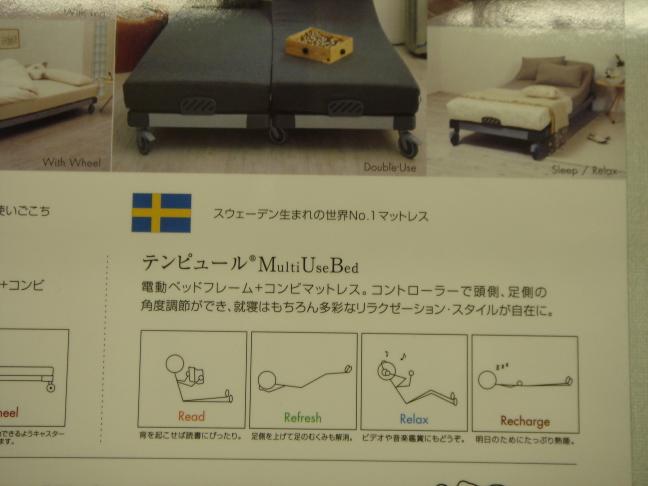 With Wheel
Double Use
Sleep / Relax
使いごこち
スウェーデン生まれの世界No.1マットレス
テンピュール® MultiUseBed
+コンビ
電動ベッドフレーム+コンビマットレス。コントローラーで頭側、足側の
角度調節ができ、就寝はもちろん多彩なリラクゼーション・スタイルが自在に。
heel
Read
Refresh
Relax
zzz
Recharge
できるようキャスター
ます。
背を起こせば読書にぴったり。
足側を上げて足のむくみも解消。
ビデオや音楽鑑賞にもどうぞ。
明日のためにたっぷり熟睡。